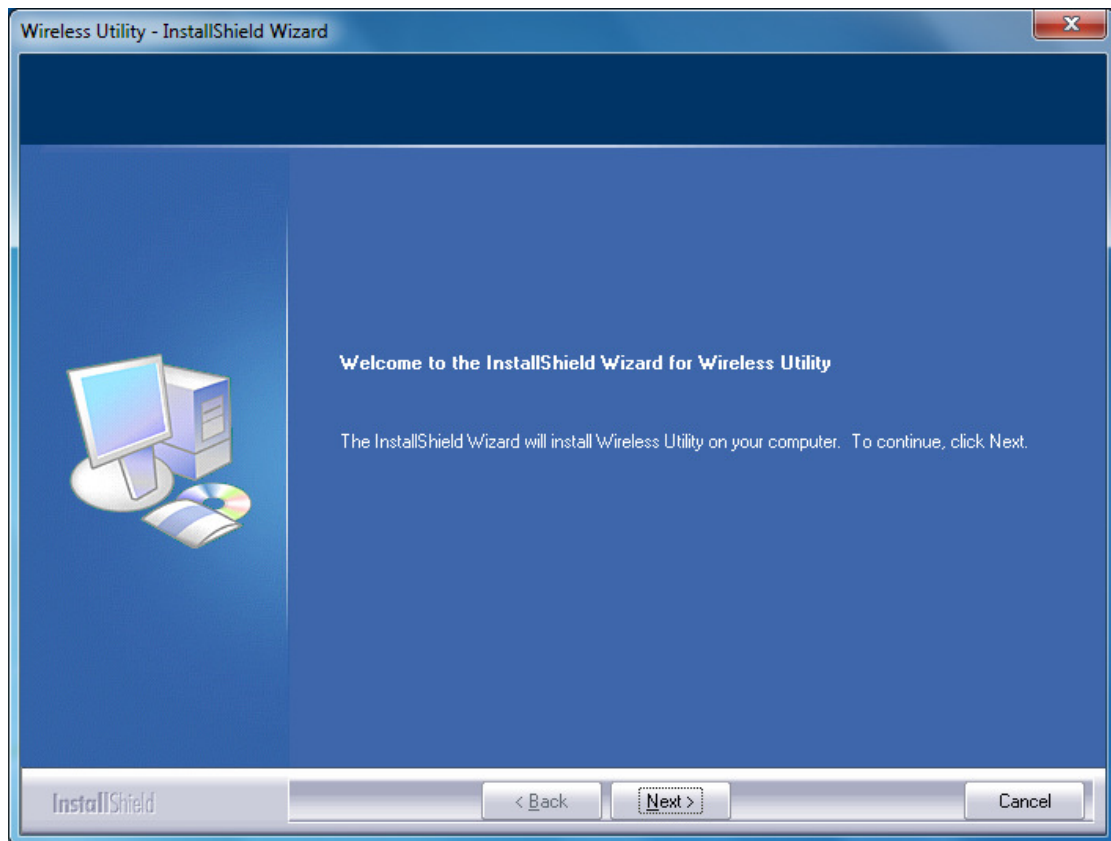 Wireless Utility - InstallShield Wizard
Welcome to the InstallShield Wizard for Wireless Utility
The InstallShield Wizard will install Wireless Utility on your computer.  To continue, click Next.
InstallShield
< Back
Next >
Cancel